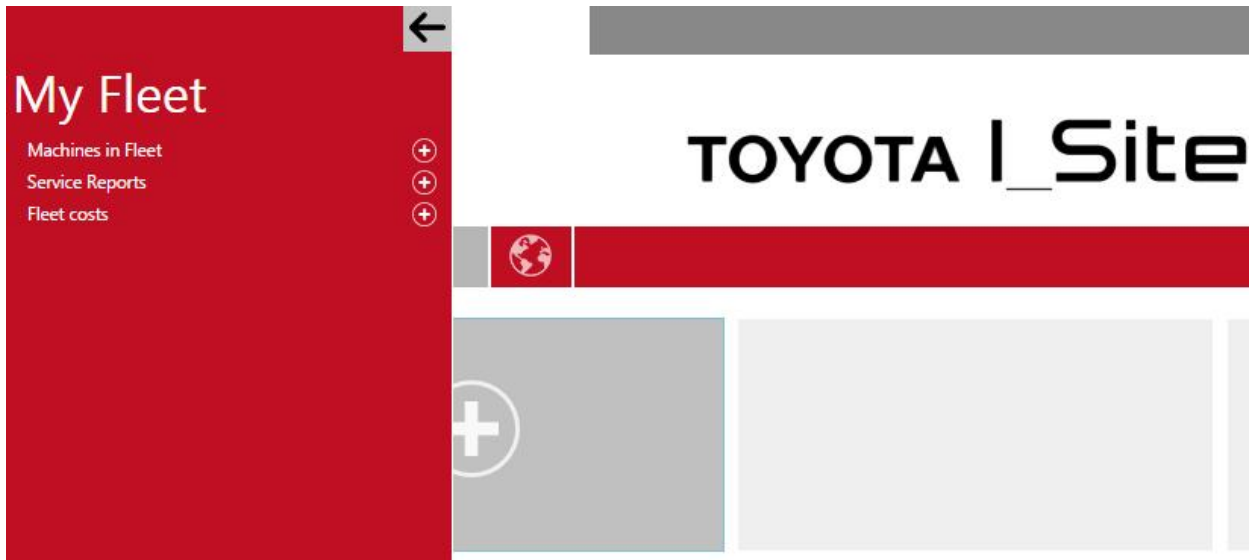 My Fleet
Machines in Fleet
Service Reports
Fleet costs
TOYOTA I_Site